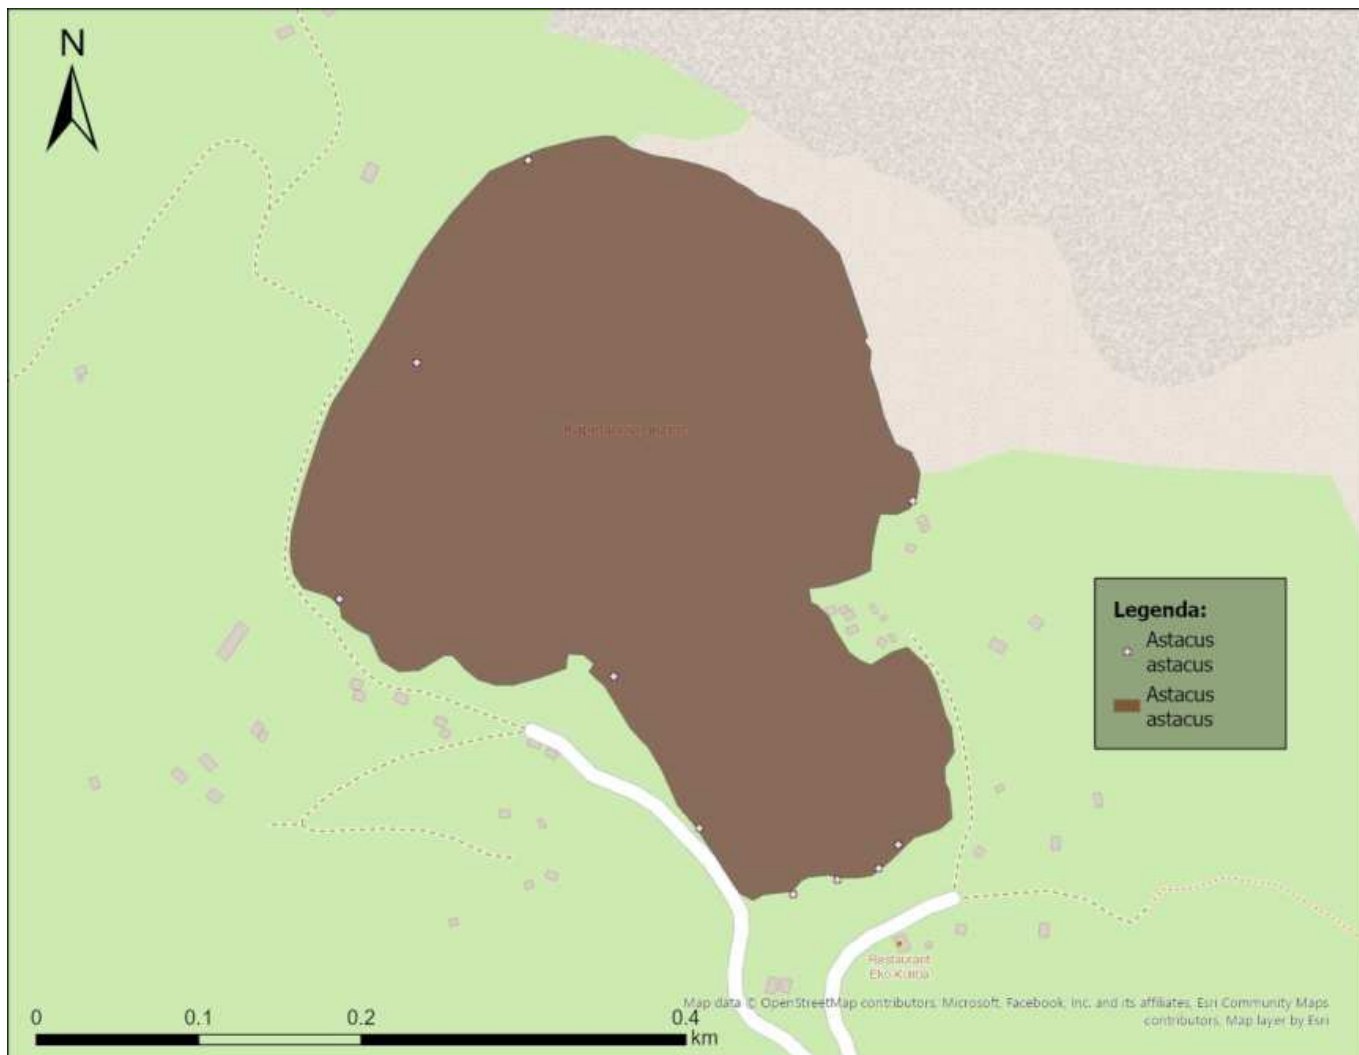 N
Legenda:
Astacus
astacus
Astacus
astacus
Restaurant
Eko Katun
0
0.1
0.2
0.4
km
Map data © OpenStreetMap contributors, Microsoft, Facebook, Inc. and its affiliates, Esri Community Maps
contributors, Map layer by Esri